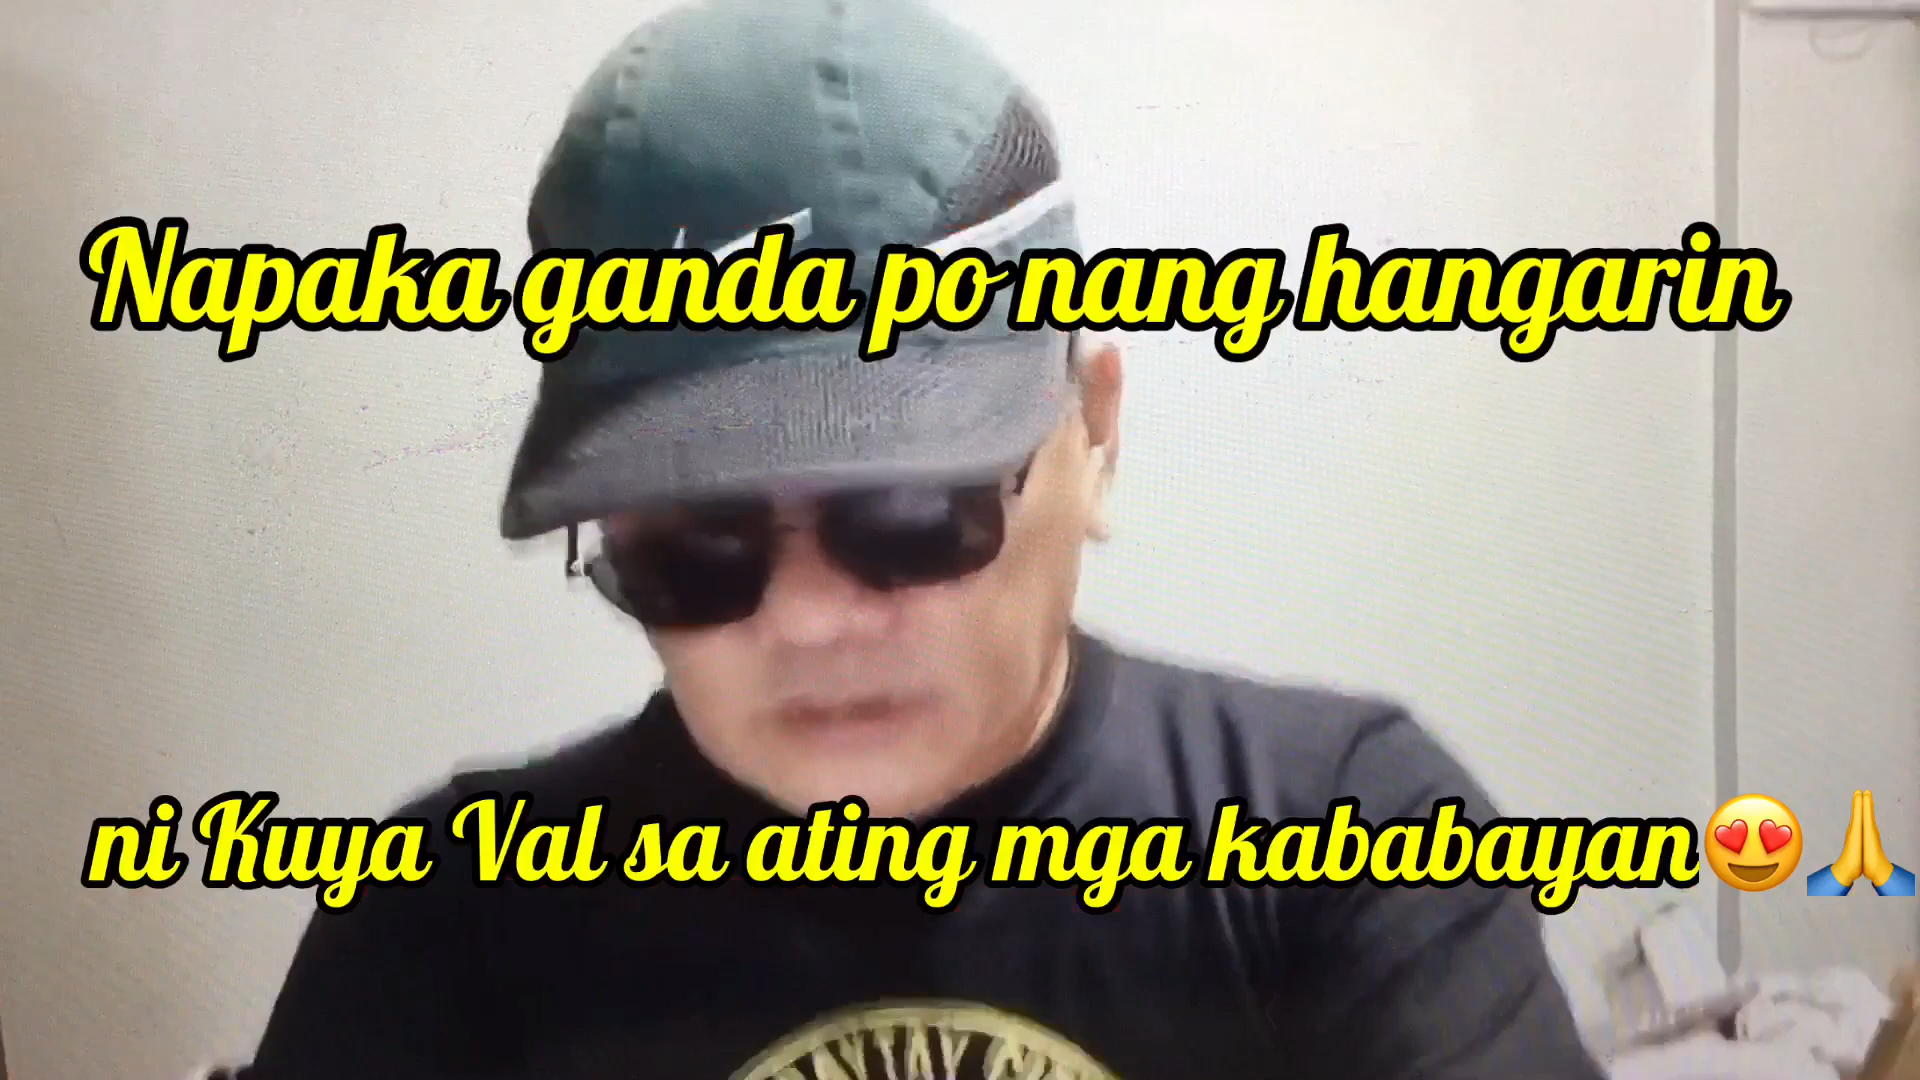 Napaka ganda po nang hangarin
ni Kuya Val sa ating mga kababayan😍🙏